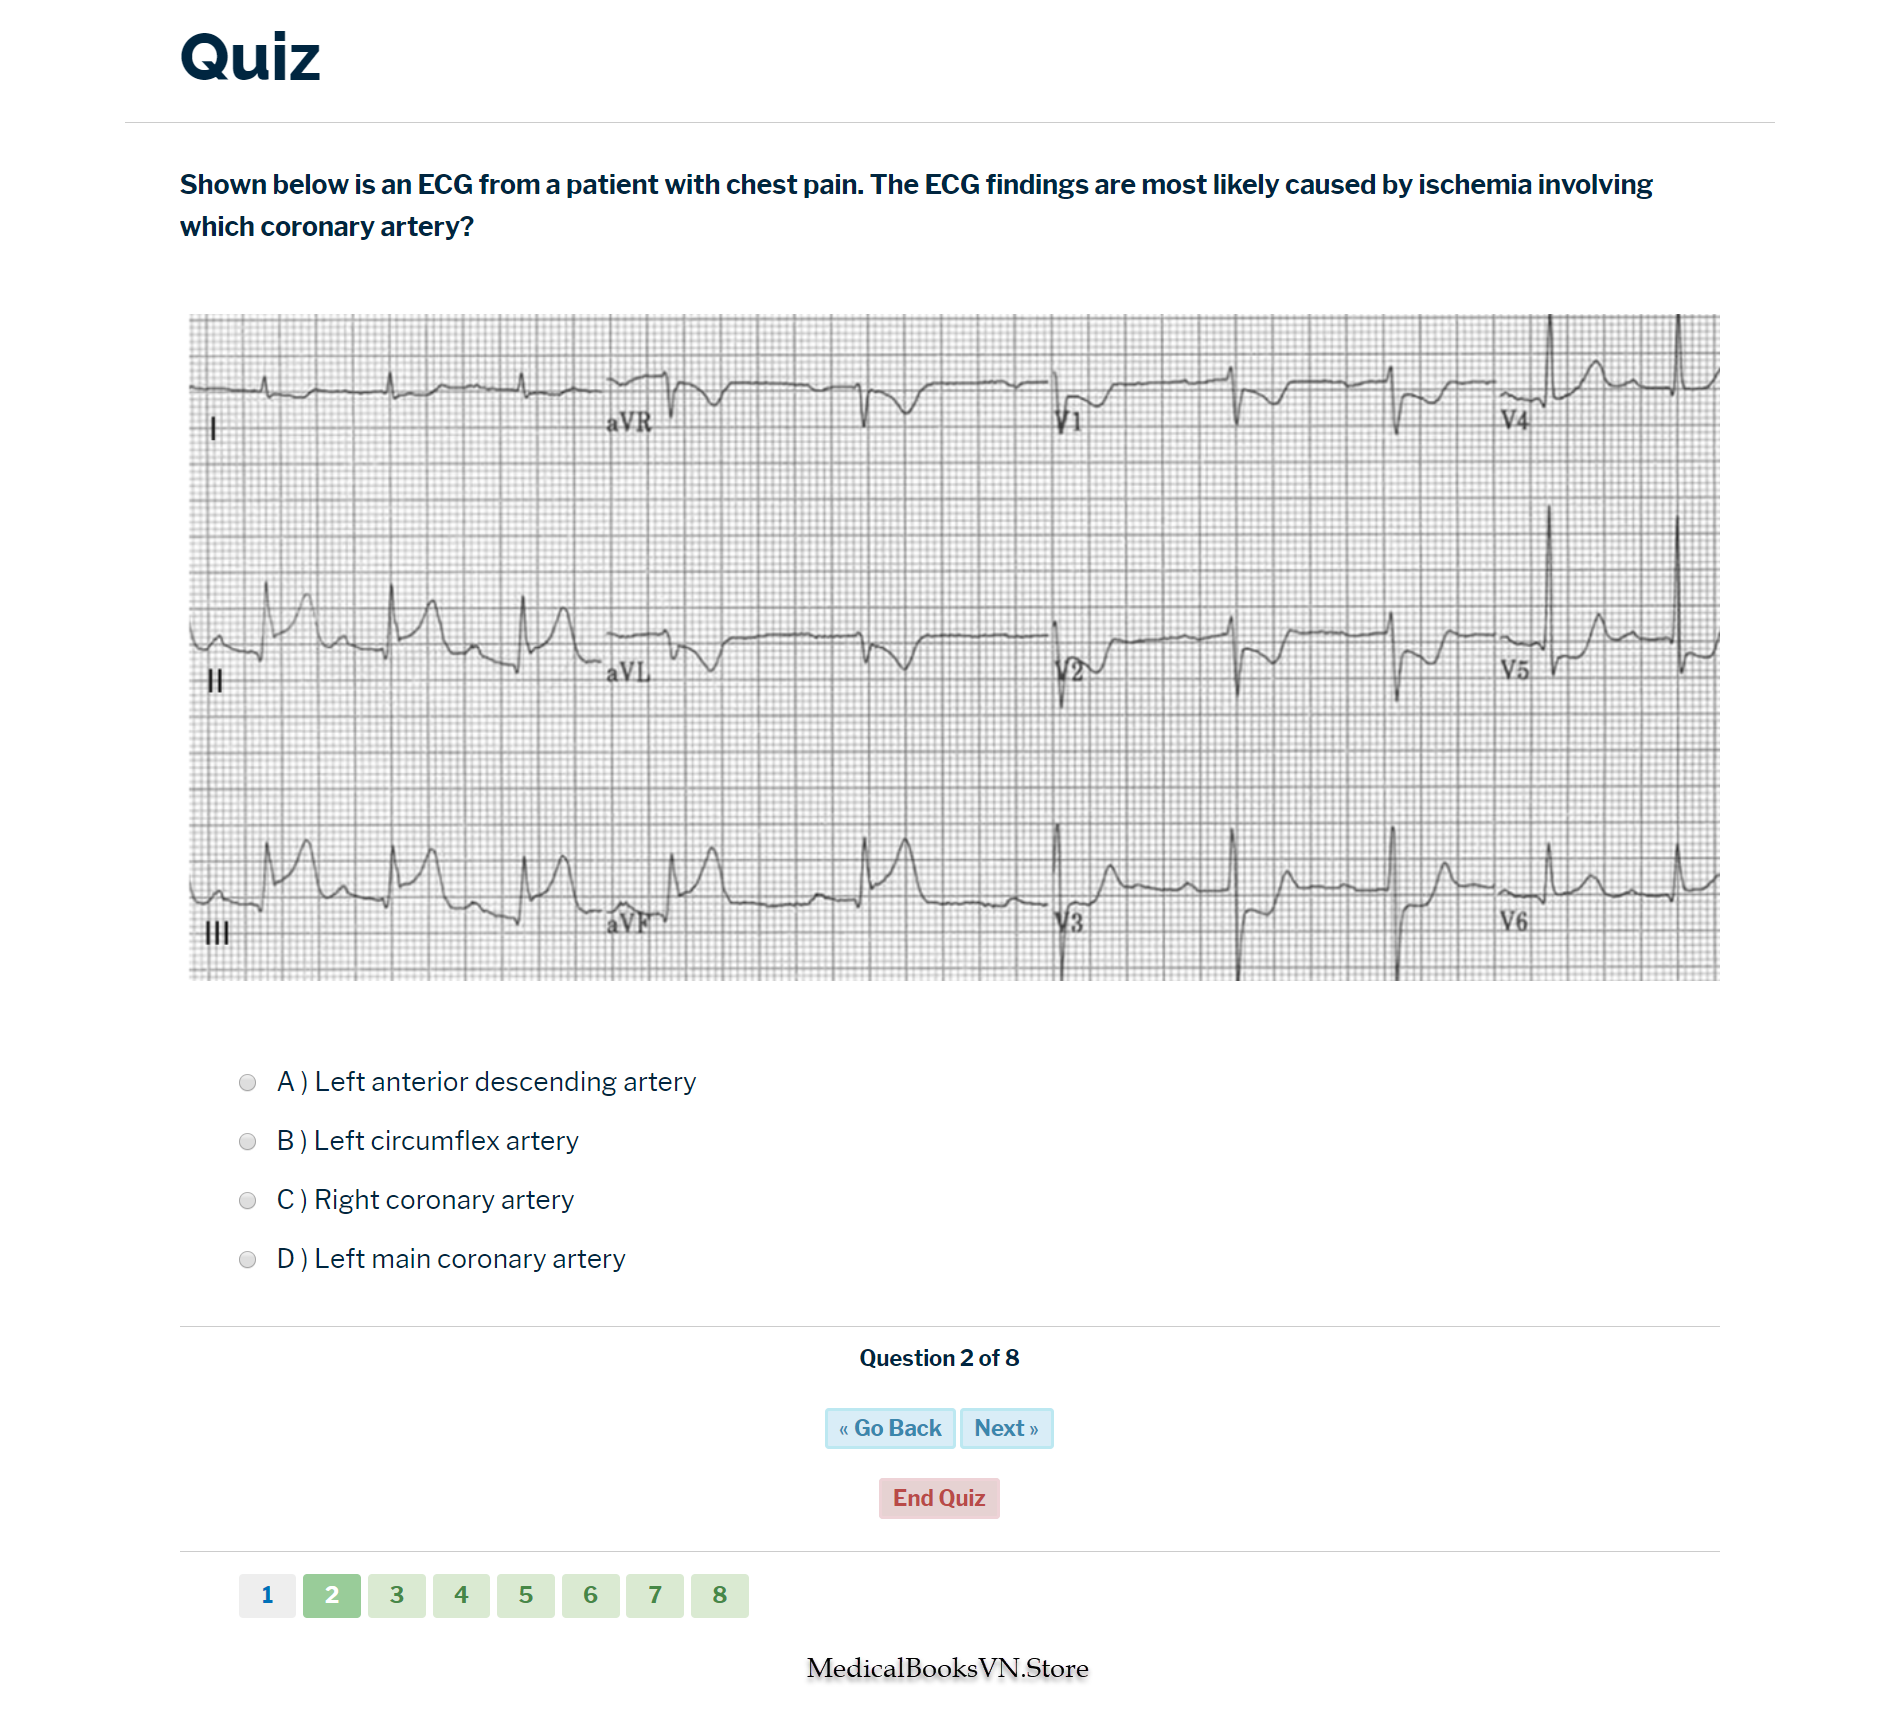 Quiz
Shown below is an ECG from a patient with chest pain. The ECG findings are most likely caused by ischemia involving
which coronary artery?
I
aVR
V1
V4
II
aVL
V2
V5
III
aVF
V3
V6
A ) Left anterior descending artery
B ) Left circumflex artery
C ) Right coronary artery
D ) Left main coronary artery
Question 2 of 8
« Go Back Next »
End Quiz
1 2 3 4 5 6 7 8
MedicalBooksVN.Store